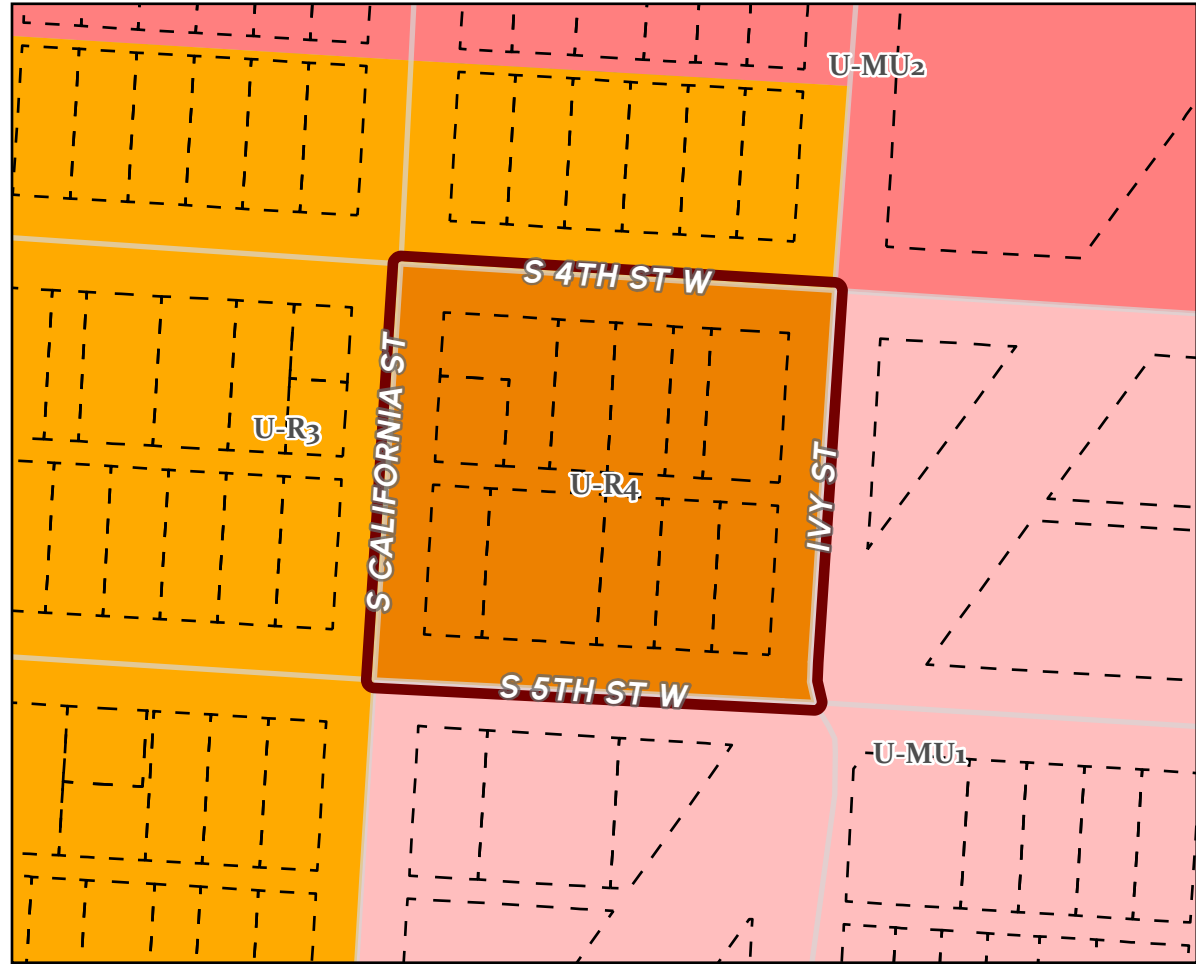 U-MU2
S 4TH ST W
S CALIFORNIA ST
U-R3
IVY ST
U-R4
S 5TH ST W
U-MU1